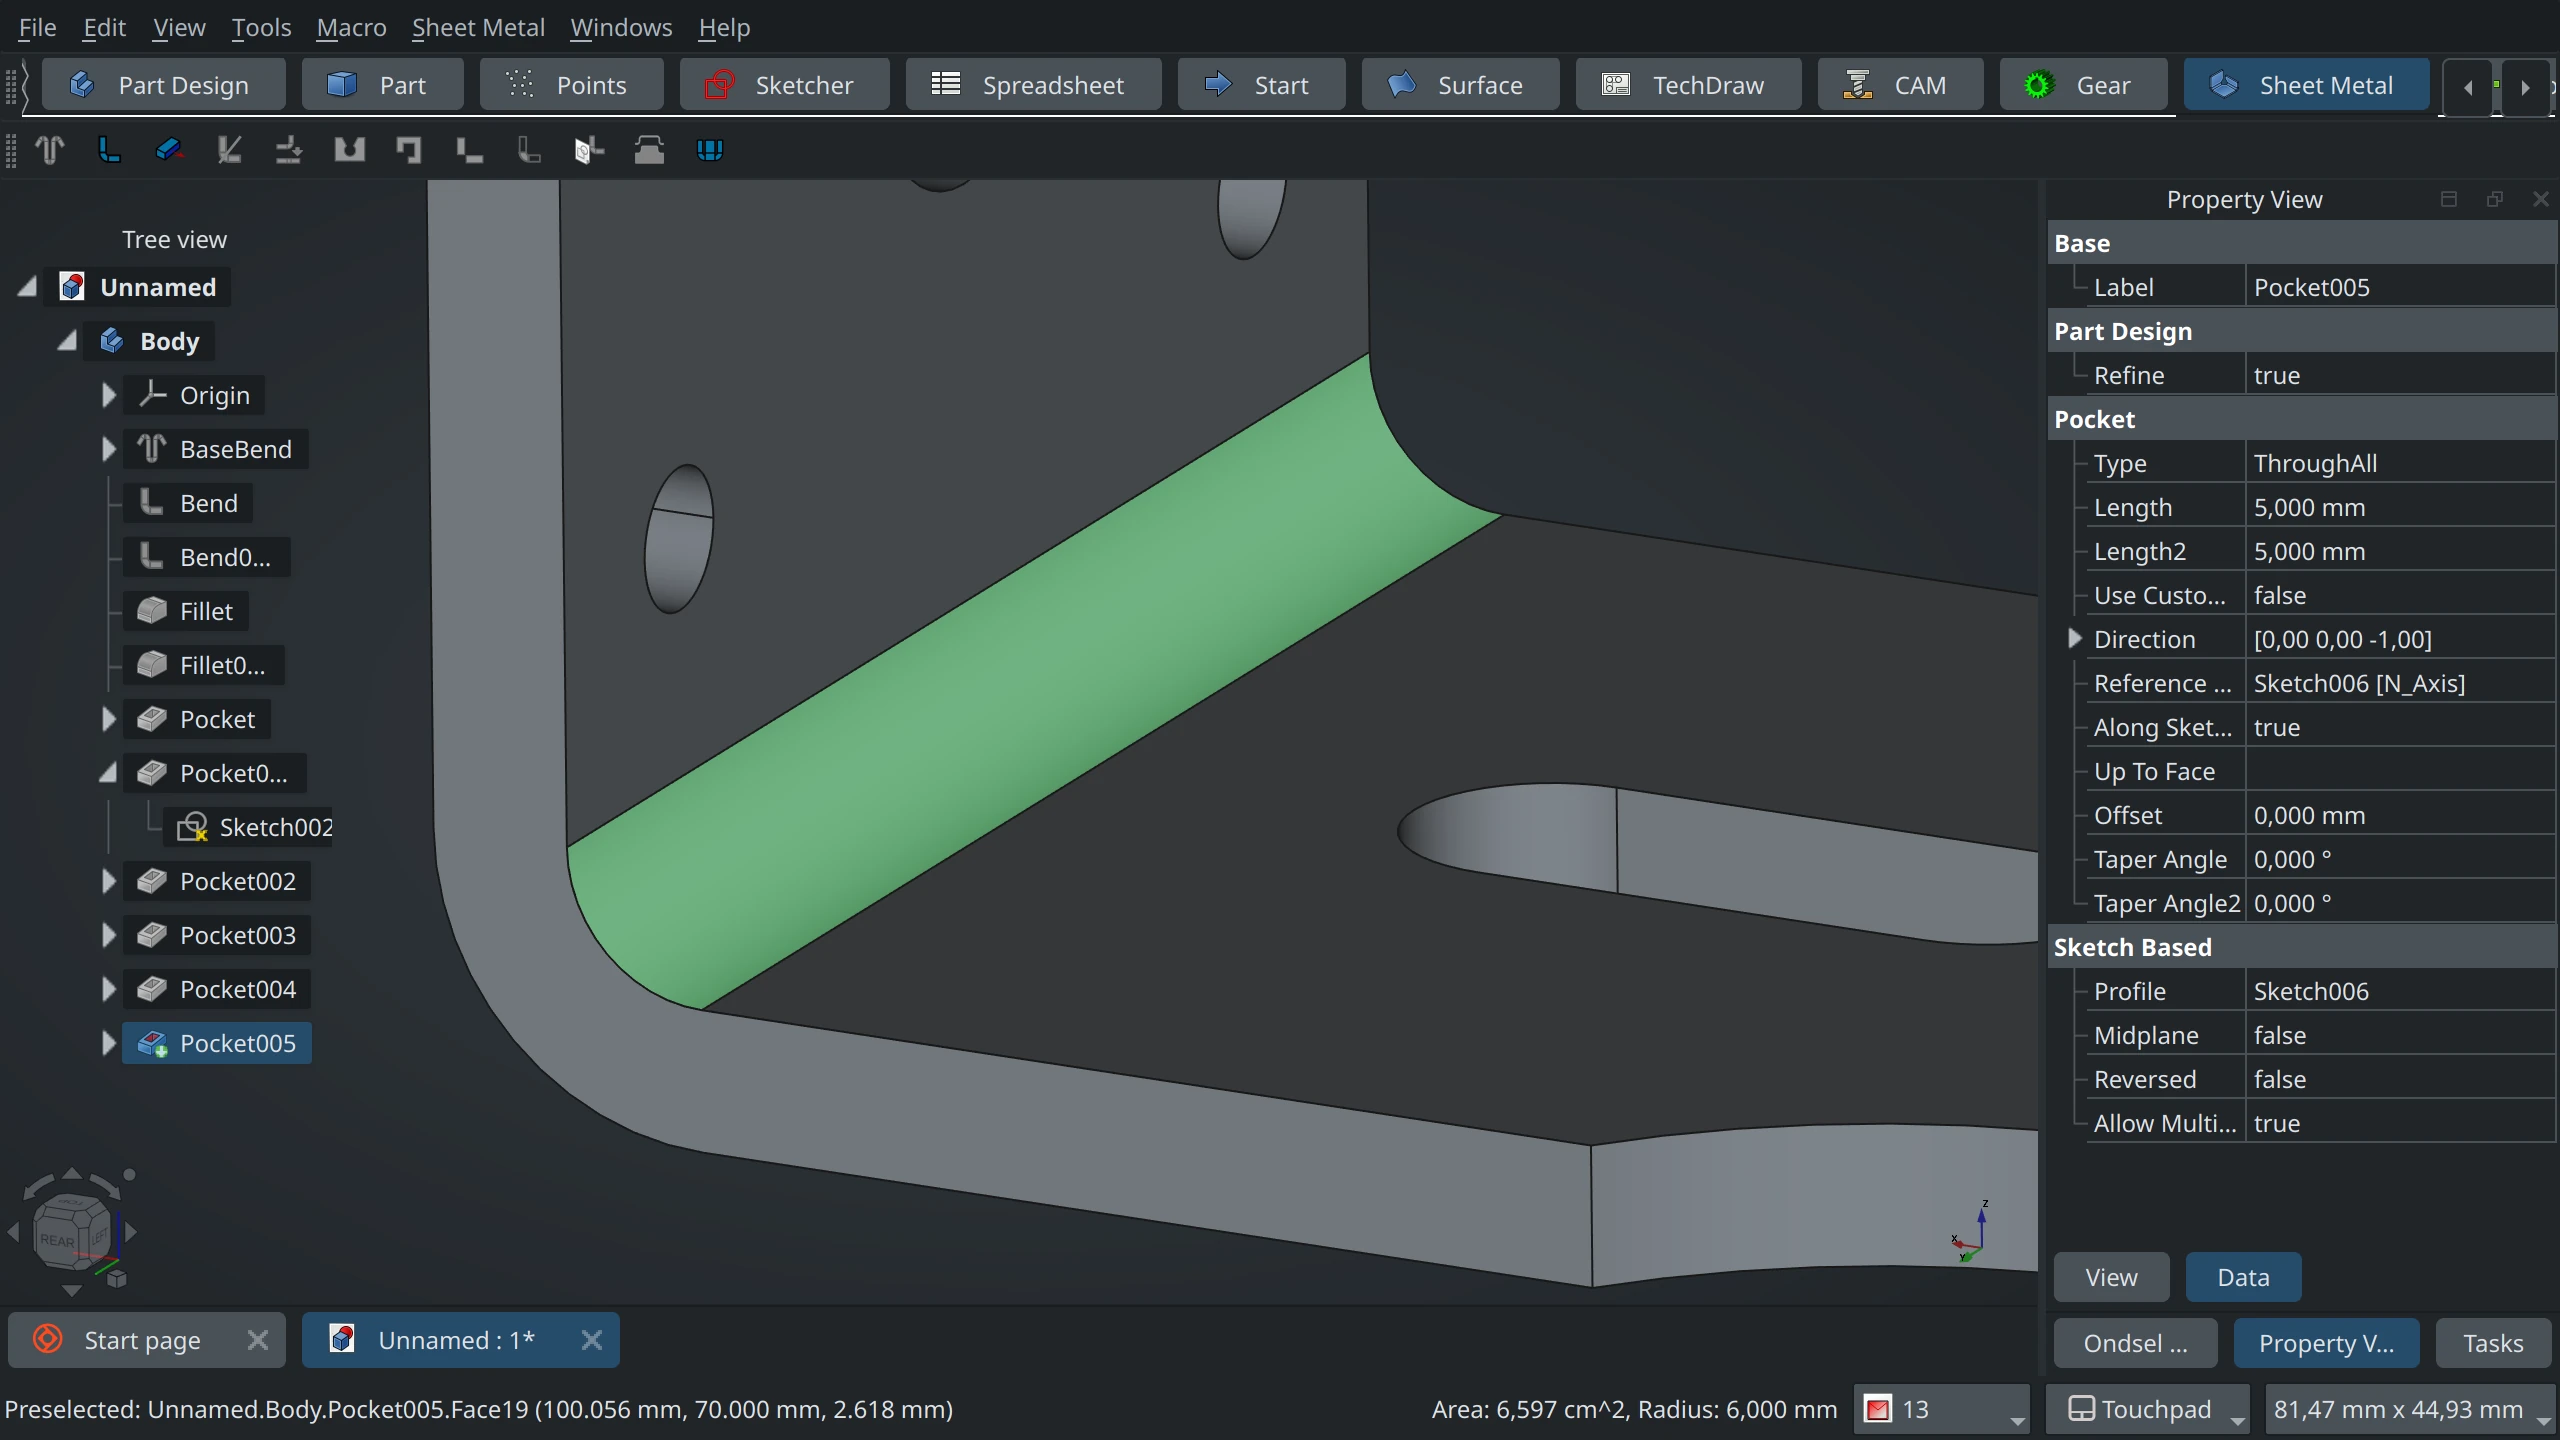 File Edit View Tools Macro Sheet Metal Windows Help
Part Design Part Points Sketcher Spreadsheet Start Surface TechDraw CAM Gear Sheet Metal
Tree view
Unnamed
Body
Origin
BaseBend
Bend
Bend0...
Fillet
Fillet0...
Pocket
Pocket0...
Sketch002
Pocket002
Pocket003
Pocket004
Pocket005
REAR LEFT
z
x
Y
Property View
Base
Label Pocket005
Part Design
Refine true
Pocket
Type ThroughAll
Length 5,000 mm
Length2 5,000 mm
Use Custo... false
Direction [0,00 0,00 -1,00]
Reference ... Sketch006 [N_Axis]
Along Sket... true
Up To Face
Offset 0,000 mm
Taper Angle 0,000 °
Taper Angle2 0,000 °
Sketch Based
Profile Sketch006
Midplane false
Reversed false
Allow Multi... true
View Data
Start page Unnamed : 1*
Ondsel ... Property V... Tasks
Preselected: Unnamed.Body.Pocket005.Face19 (100.056 mm, 70.000 mm, 2.618 mm)
Area: 6,597 cm^2, Radius: 6,000 mm 13 Touchpad 81,47 mm x 44,93 mm